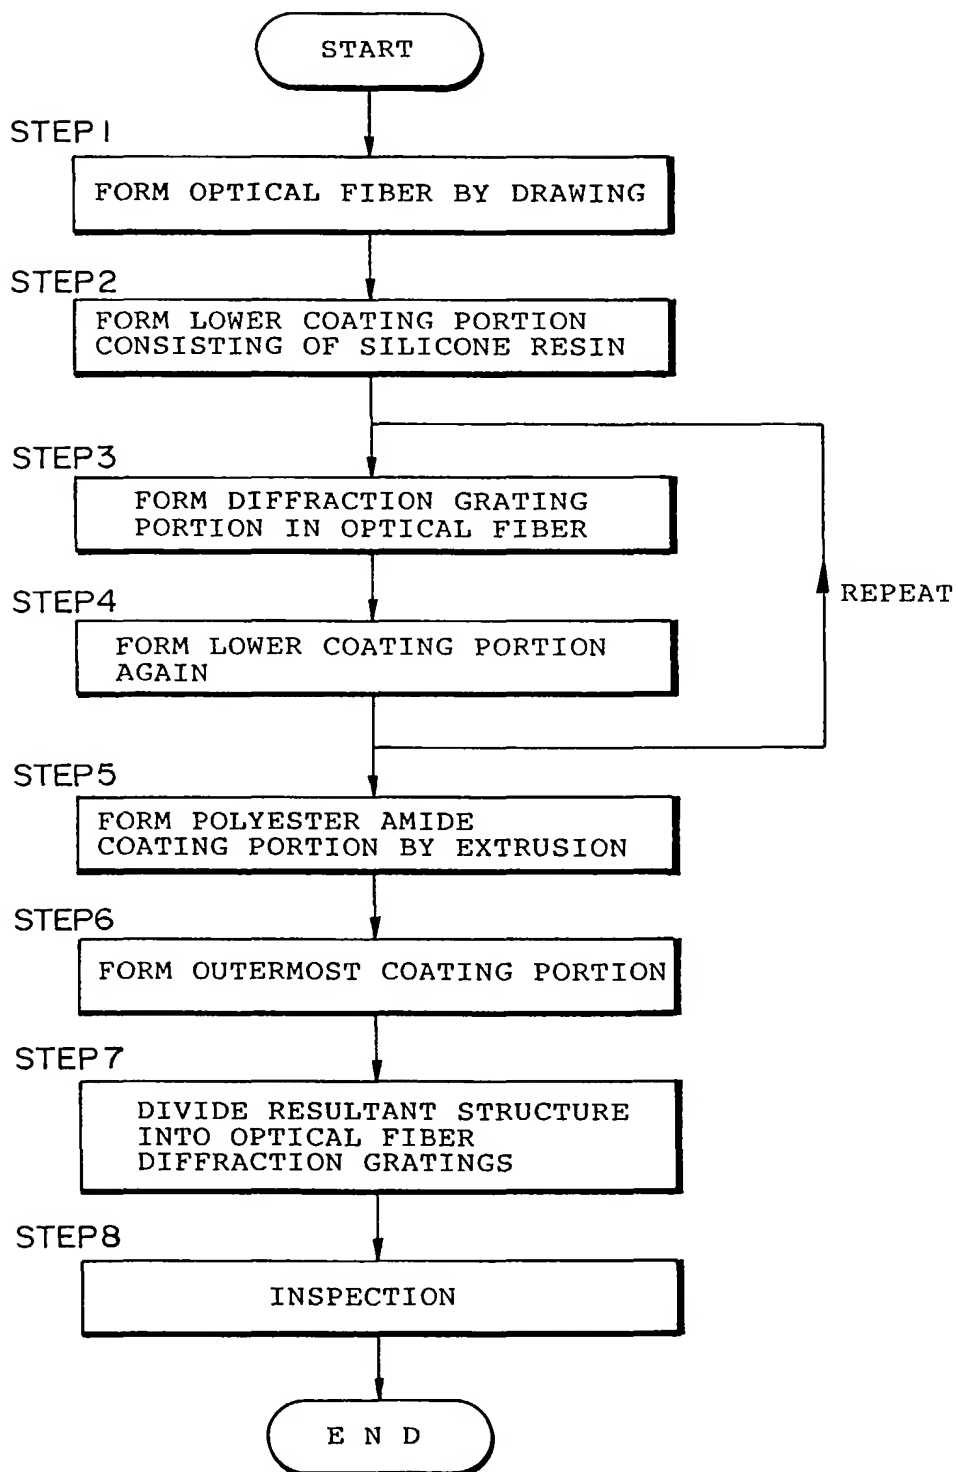 START
STEP1
FORM OPTICAL FIBER BY DRAWING
STEP2
FORM LOWER COATING PORTION
CONSISTING OF SILICONE RESIN
STEP3
FORM DIFFRACTION GRATING
PORTION IN OPTICAL FIBER
STEP4
REPEAT
FORM LOWER COATING PORTION
AGAIN
STEP5
FORM POLYESTER AMIDE
COATING PORTION BY EXTRUSION
STEP6
FORM OUTERMOST COATING PORTION
STEP7
DIVIDE RESULTANT STRUCTURE
INTO OPTICAL FIBER
DIFFRACTION GRATINGS
STEP8
INSPECTION
E N D